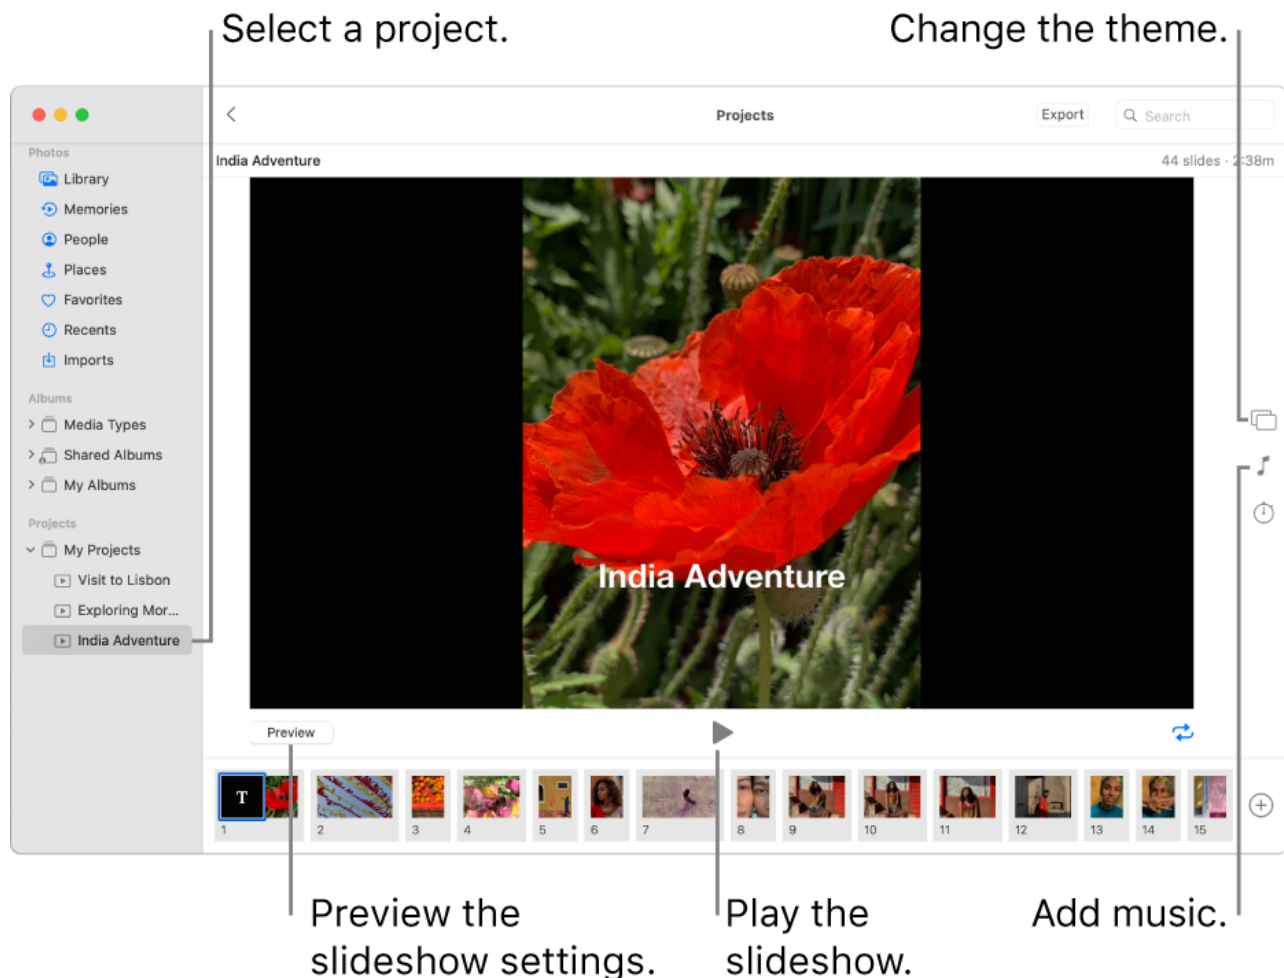 Select a project.
Change the theme.
Projects
Export
Search
Photos
India Adventure
44 slides · 2:38m
Library
Memories
People
Places
Favorites
Recents
Imports
Albums
Media Types
Shared Albums
My Albums
Projects
My Projects
Visit to Lisbon
Exploring Mor...
India Adventure
India Adventure
Preview
T
1
2
3
4
5
6
7
8
9
10
11
12
13
14
15
Preview the
slideshow settings.
Play the
slideshow.
Add music.